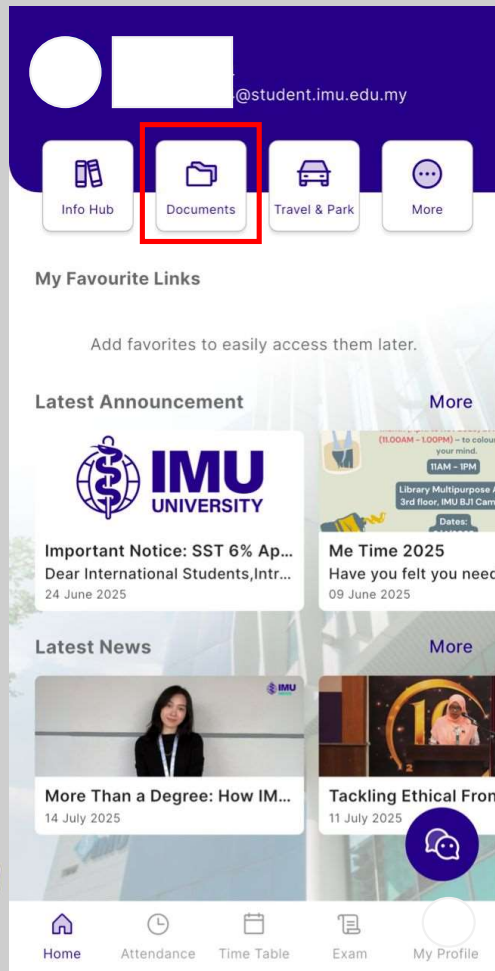 @student.imu.edu.my
Info Hub
Documents
Travel & Park
More
My Favourite Links
Add favorites to easily access them later.
Latest Announcement
More
IMU
UNIVERSITY
Important Notice: SST 6% Ap...
Dear International Students,Intr...
24 June 2025
(11.00AM – 1.00PM) – to colour
your mind.
11AM – 1PM
Library Multipurpose A
3rd floor, IMU BJ1 Cam
Dates:
Me Time 2025
Have you felt you need
09 June 2025
Latest News
More
IMU
More Than a Degree: How IM...
14 July 2025
Tackling Ethical Fron
11 July 2025
Home
Attendance
Time Table
Exam
My Profile